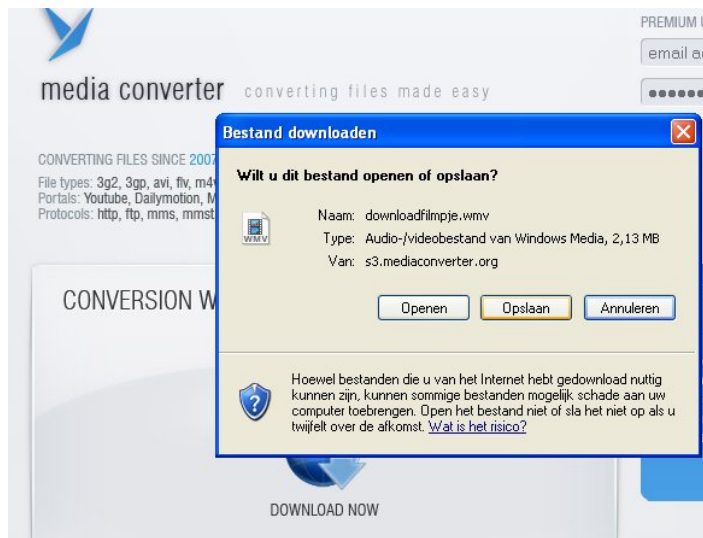 PREMIUM
email a
media converter converting files made easy
Bestand downloaden
CONVERTING FILES SINCE 2007
File types: 3g2, 3gp, avi, flv, m4v
Portals: Youtube, Dailymotion, M
Protocols: http, ftp, mms, mmst
Wilt u dit bestand openen of opslaan?
WMV
Naam: downloadfilmpje.wmv
Type: Audio-/videobestand van Windows Media, 2,13 MB
Van: s3.mediaconverter.org
CONVERSION W
Openen Opslaan Annuleren
Hoewel bestanden die u van het Internet hebt gedownload nuttig
kunnen zijn, kunnen sommige bestanden mogelijk schade aan uw
computer toebrengen. Open het bestand niet of sla het niet op als u
twijfelt over de afkomst. Wat is het risico?
DOWNLOAD NOW